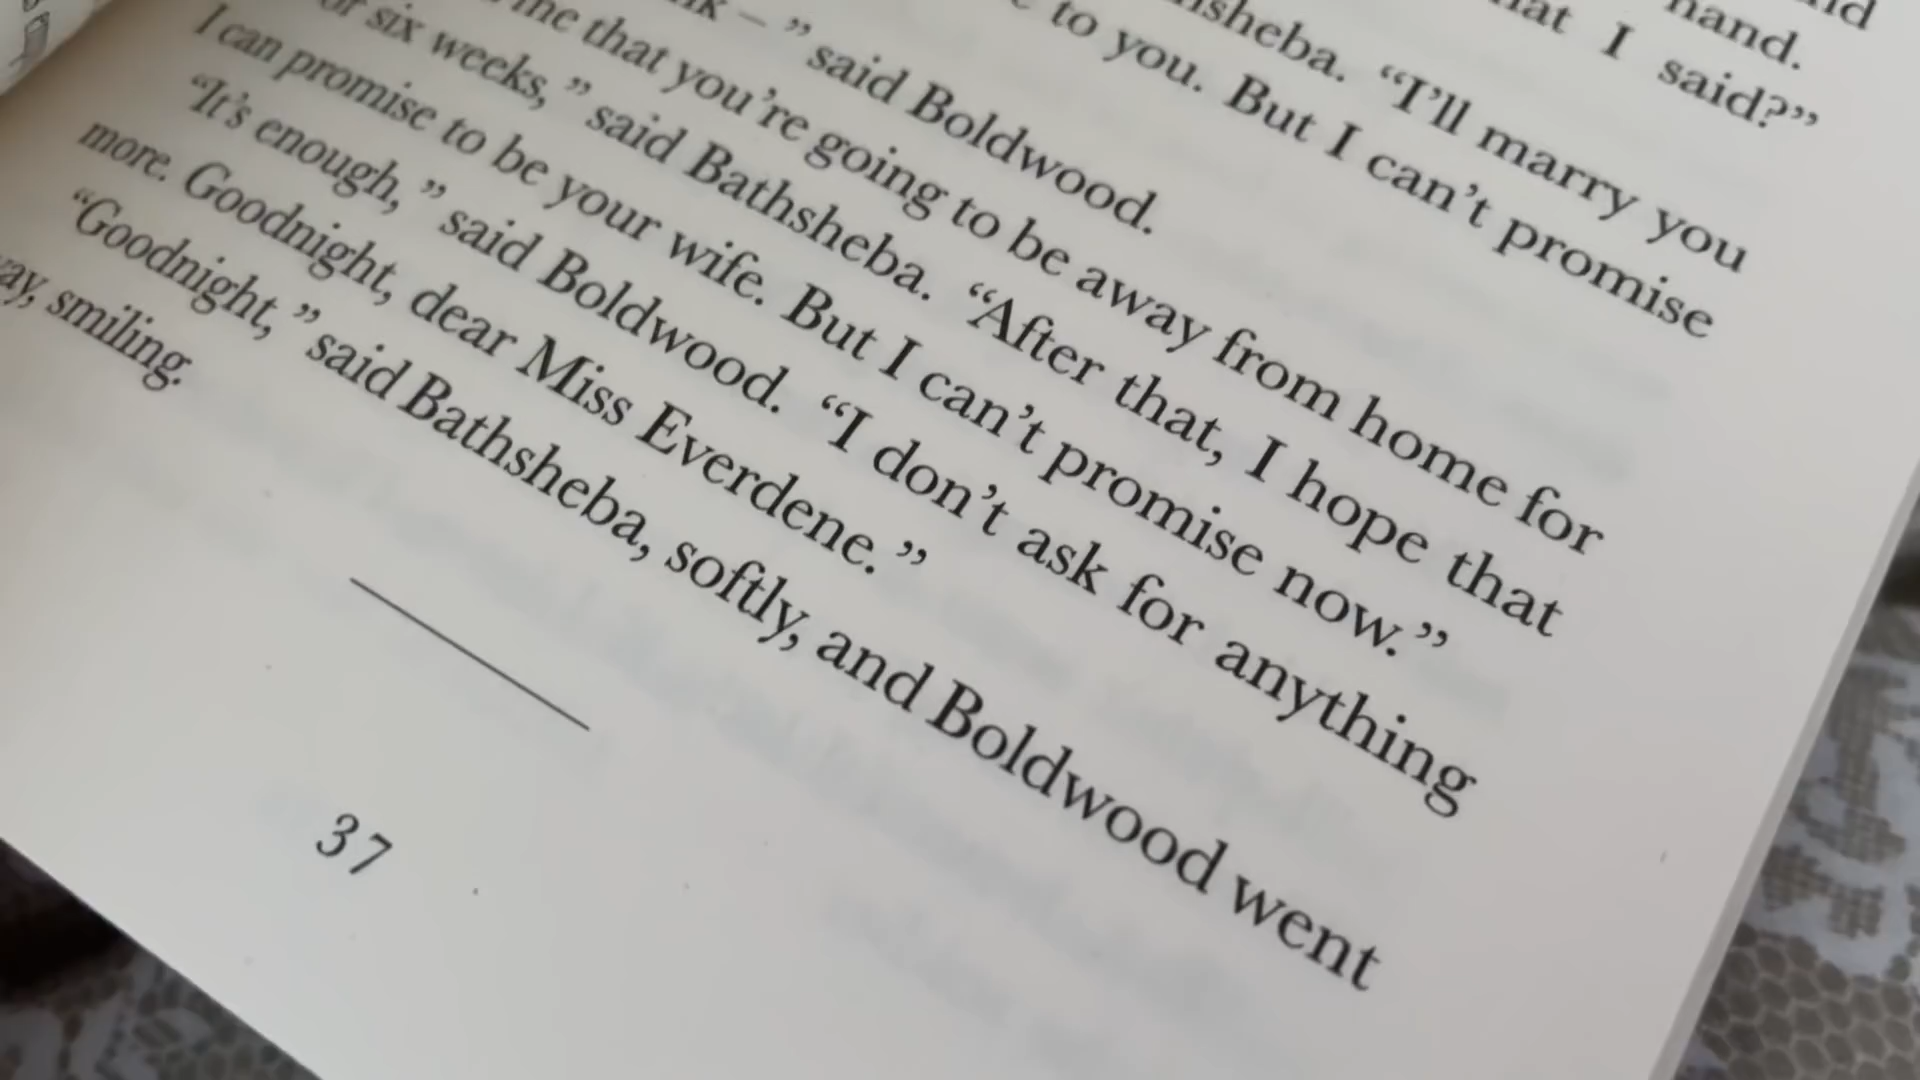 hand.
I said?”
“I’ll marry you
to you. But I can’t promise
– ” said Boldwood.
me that you’re going to be away from home for
six weeks,” said Bathsheba. “After that, I hope that
I can promise to be your wife. But I can’t promise now.”
“It’s enough,” said Boldwood. “I don’t ask for anything
more. Goodnight, dear Miss Everdene.”
“Goodnight,” said Bathsheba, softly, and Boldwood went
smiling.
37